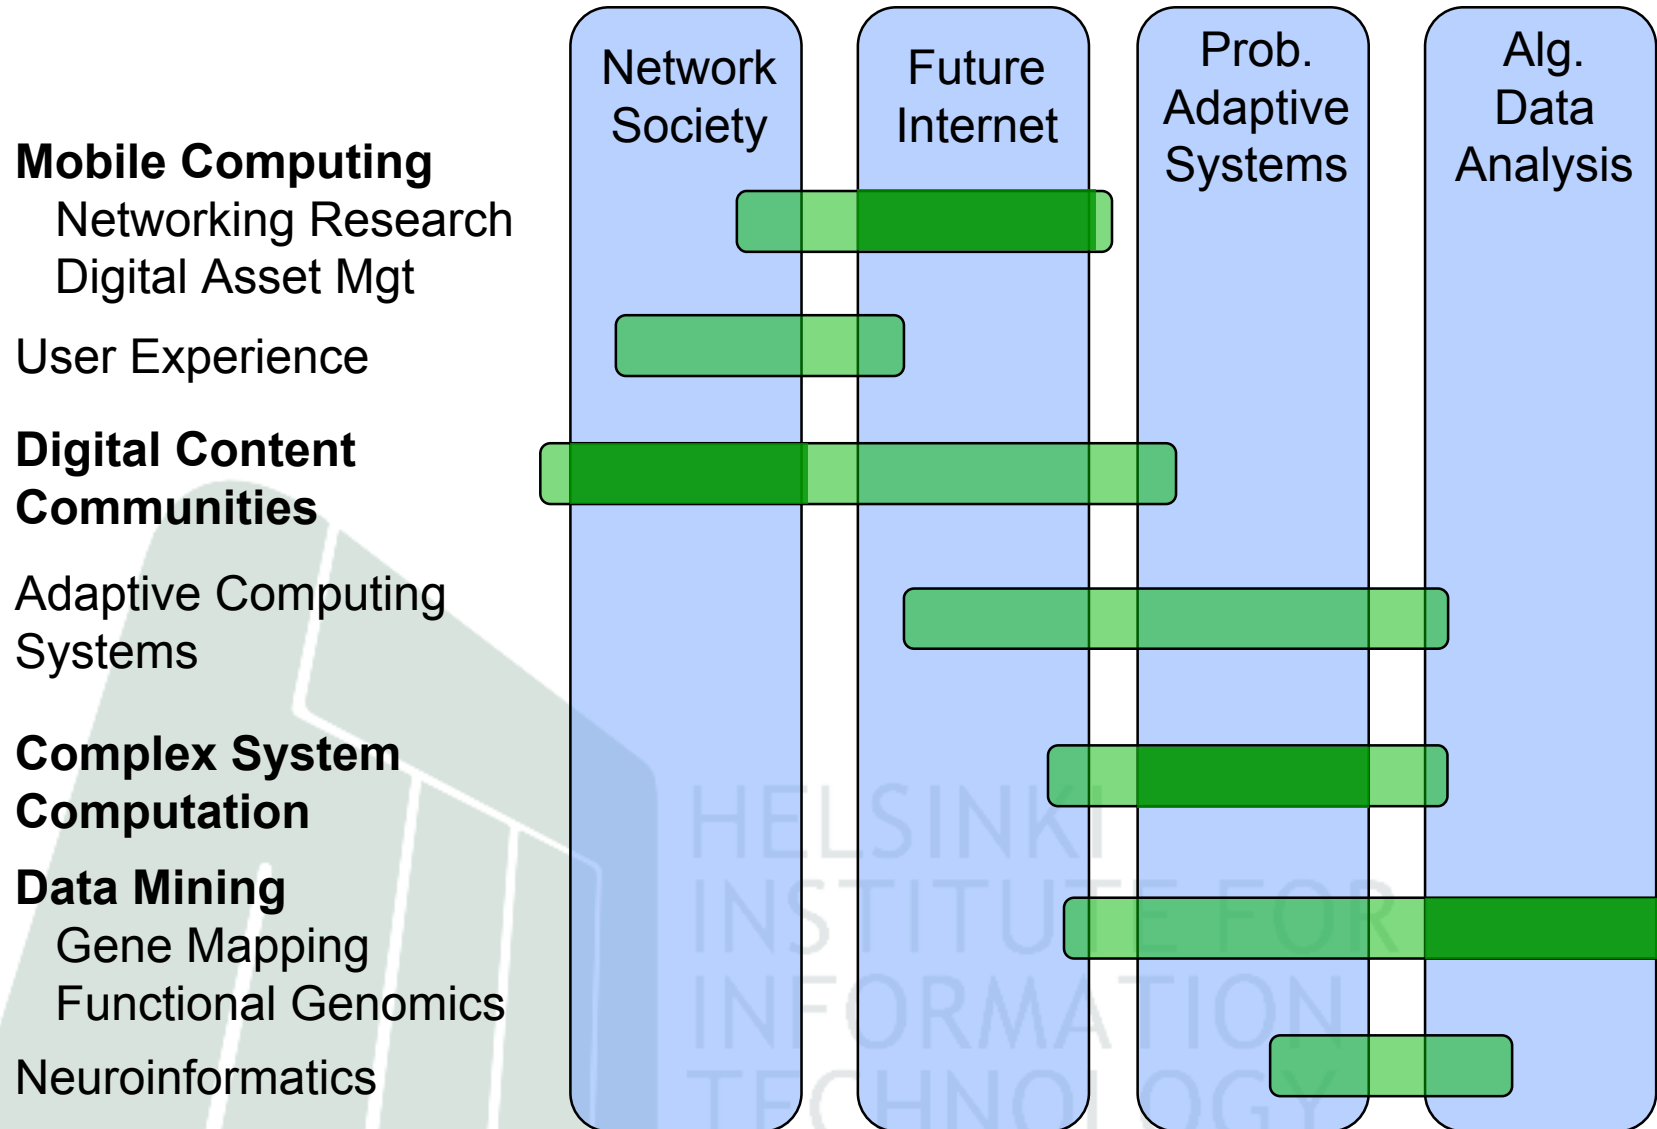 Network
Society
Future
Internet
Prob.
Adaptive
Systems
Alg.
Data
Analysis
Mobile Computing
Networking Research
Digital Asset Mgt
User Experience
Digital Content
Communities
Adaptive Computing
Systems
Complex System
Computation
Data Mining
Gene Mapping
Functional Genomics
Neuroinformatics
HELSINKI
INSTITUTE FOR
INFORMATION
TECHNOLOGY